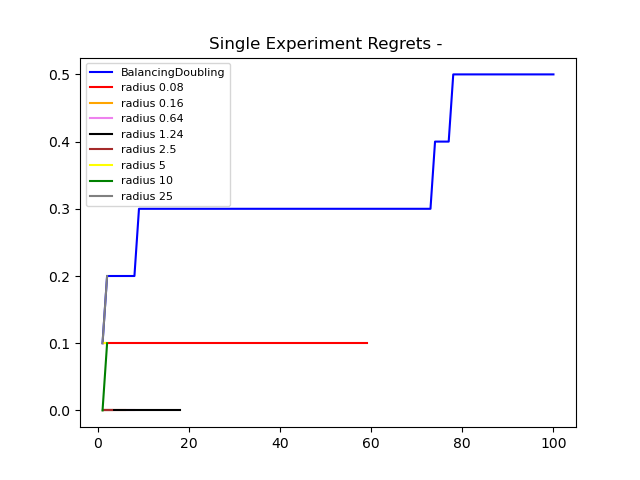 Single Experiment Regrets -
BalancingDoubling
radius 0.08
radius 0.16
radius 0.64
radius 1.24
radius 2.5
radius 5
radius 10
radius 25
0.5
0.4
0.3
0.2
0.1
0.0
0 20 40 60 80 100